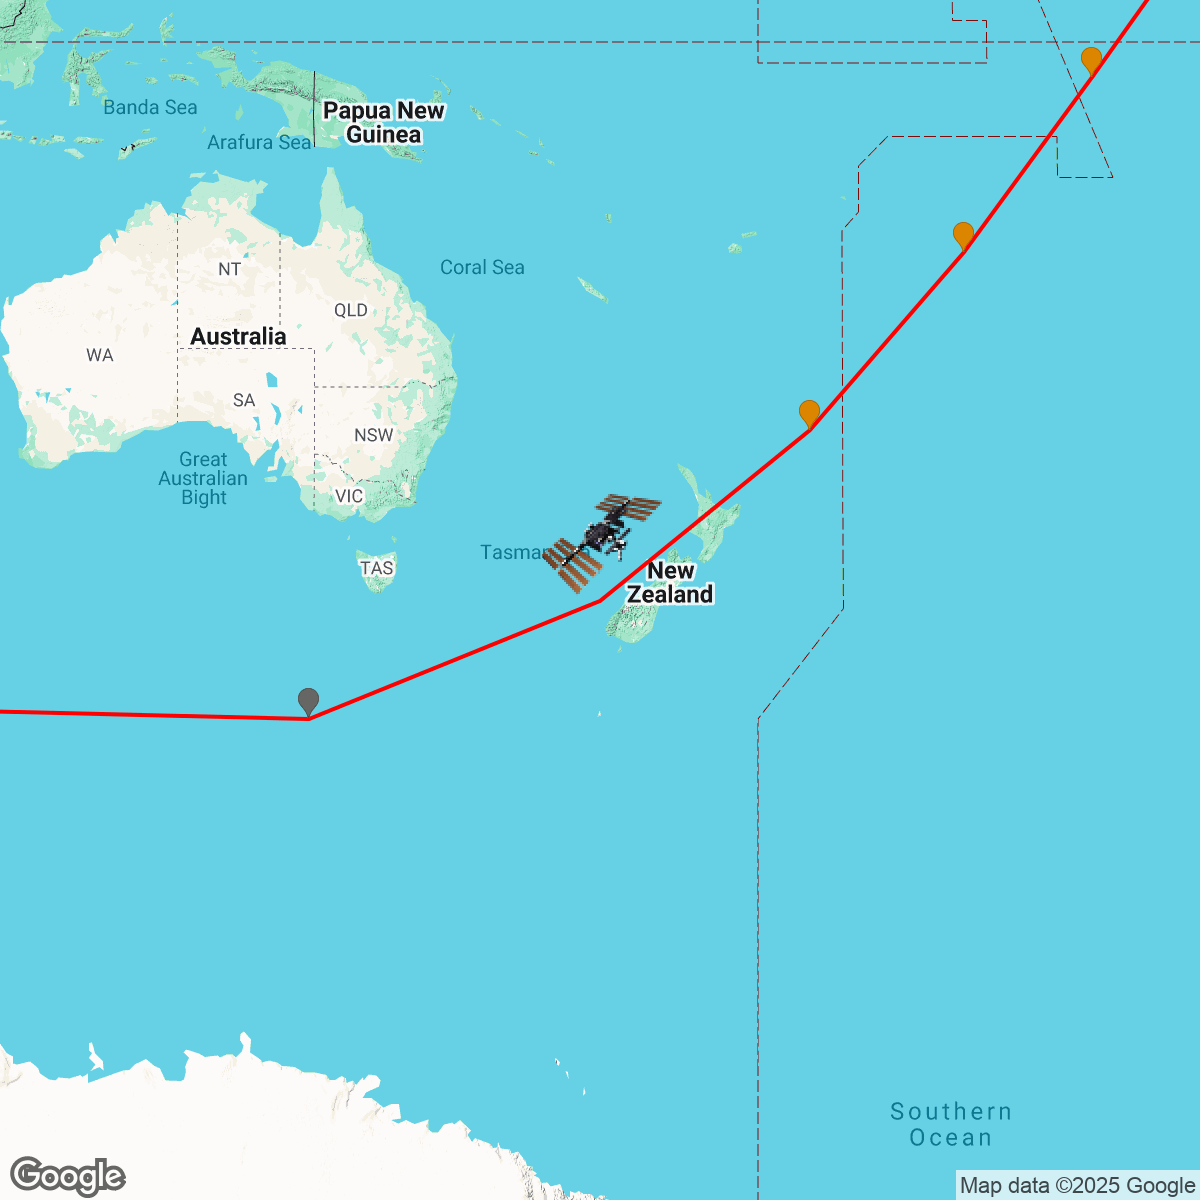 Banda Sea
Papua New
Guinea
Arafura Sea
NT
Coral Sea
QLD
Australia
WA
SA
NSW
Great
Australian
Bight
VIC
Tasman
TAS
New
Zealand
Southern
Ocean
Google
Map data ©2025 Google